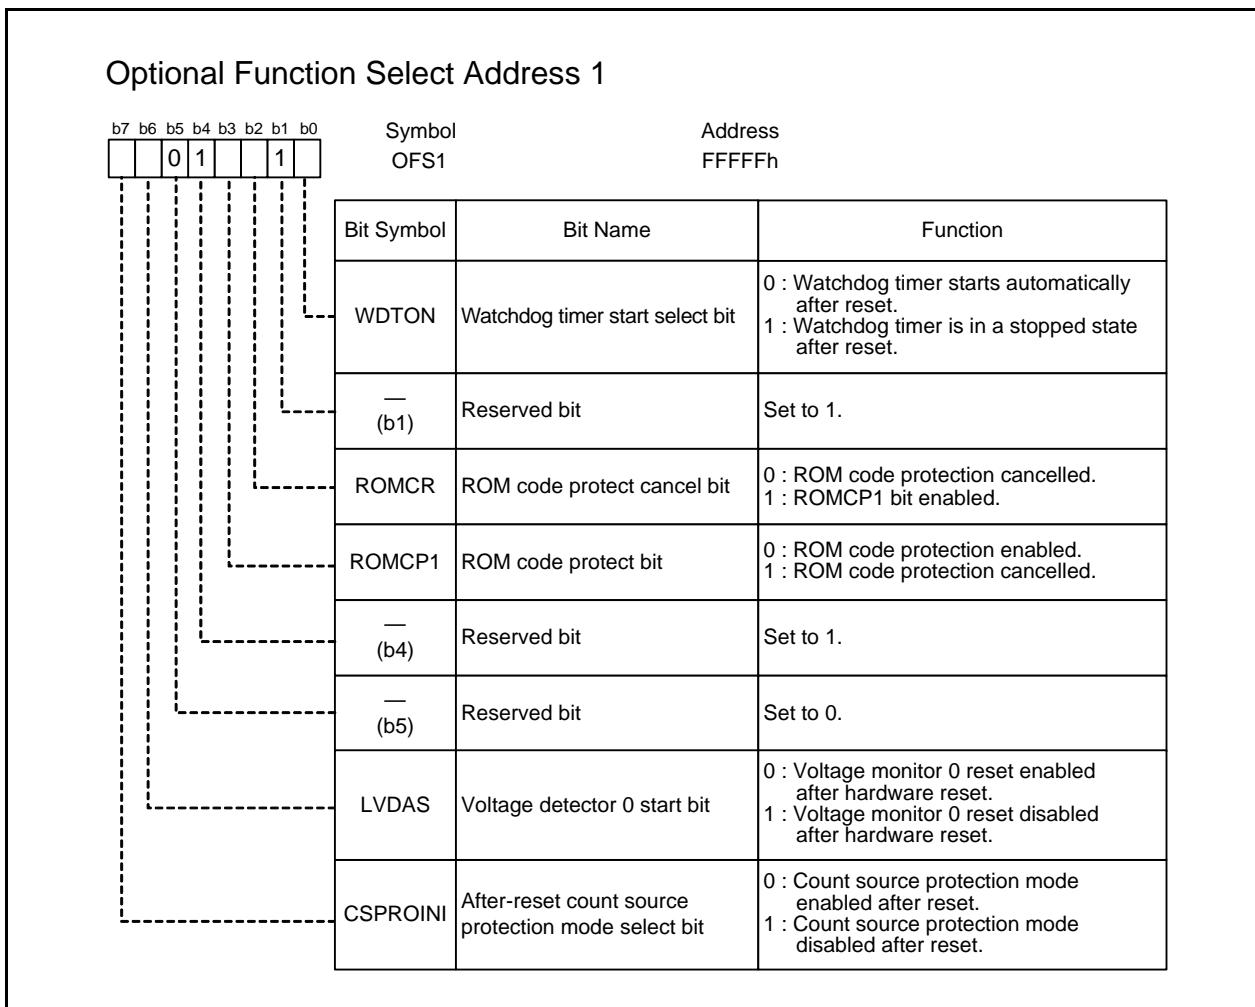 Optional Function Select Address 1
b7 b6 b5 b4 b3 b2 b1 b0
Symbol
Address
0 1 1
OFS1
FFFFFh
Bit Symbol
Bit Name
Function
WDTON
Watchdog timer start select bit
0 : Watchdog timer starts automatically
after reset.
1 : Watchdog timer is in a stopped state
after reset.
—
(b1)
Reserved bit
Set to 1.
ROMCR
ROM code protect cancel bit
0 : ROM code protection cancelled.
1 : ROMCP1 bit enabled.
ROMCP1
ROM code protect bit
0 : ROM code protection enabled.
1 : ROM code protection cancelled.
—
(b4)
Reserved bit
Set to 1.
—
(b5)
Reserved bit
Set to 0.
LVDAS
Voltage detector 0 start bit
0 : Voltage monitor 0 reset enabled
after hardware reset.
1 : Voltage monitor 0 reset disabled
after hardware reset.
CSPROINI
After-reset count source
protection mode select bit
0 : Count source protection mode
enabled after reset.
1 : Count source protection mode
disabled after reset.